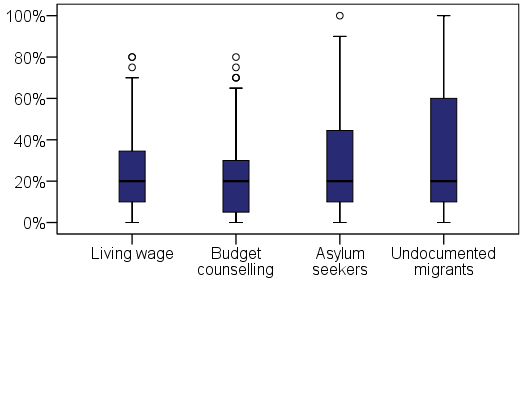 100%
80%
60%
40%
20%
0%
Living wage
Budget
counselling
Asylum
seekers
Undocumented
migrants